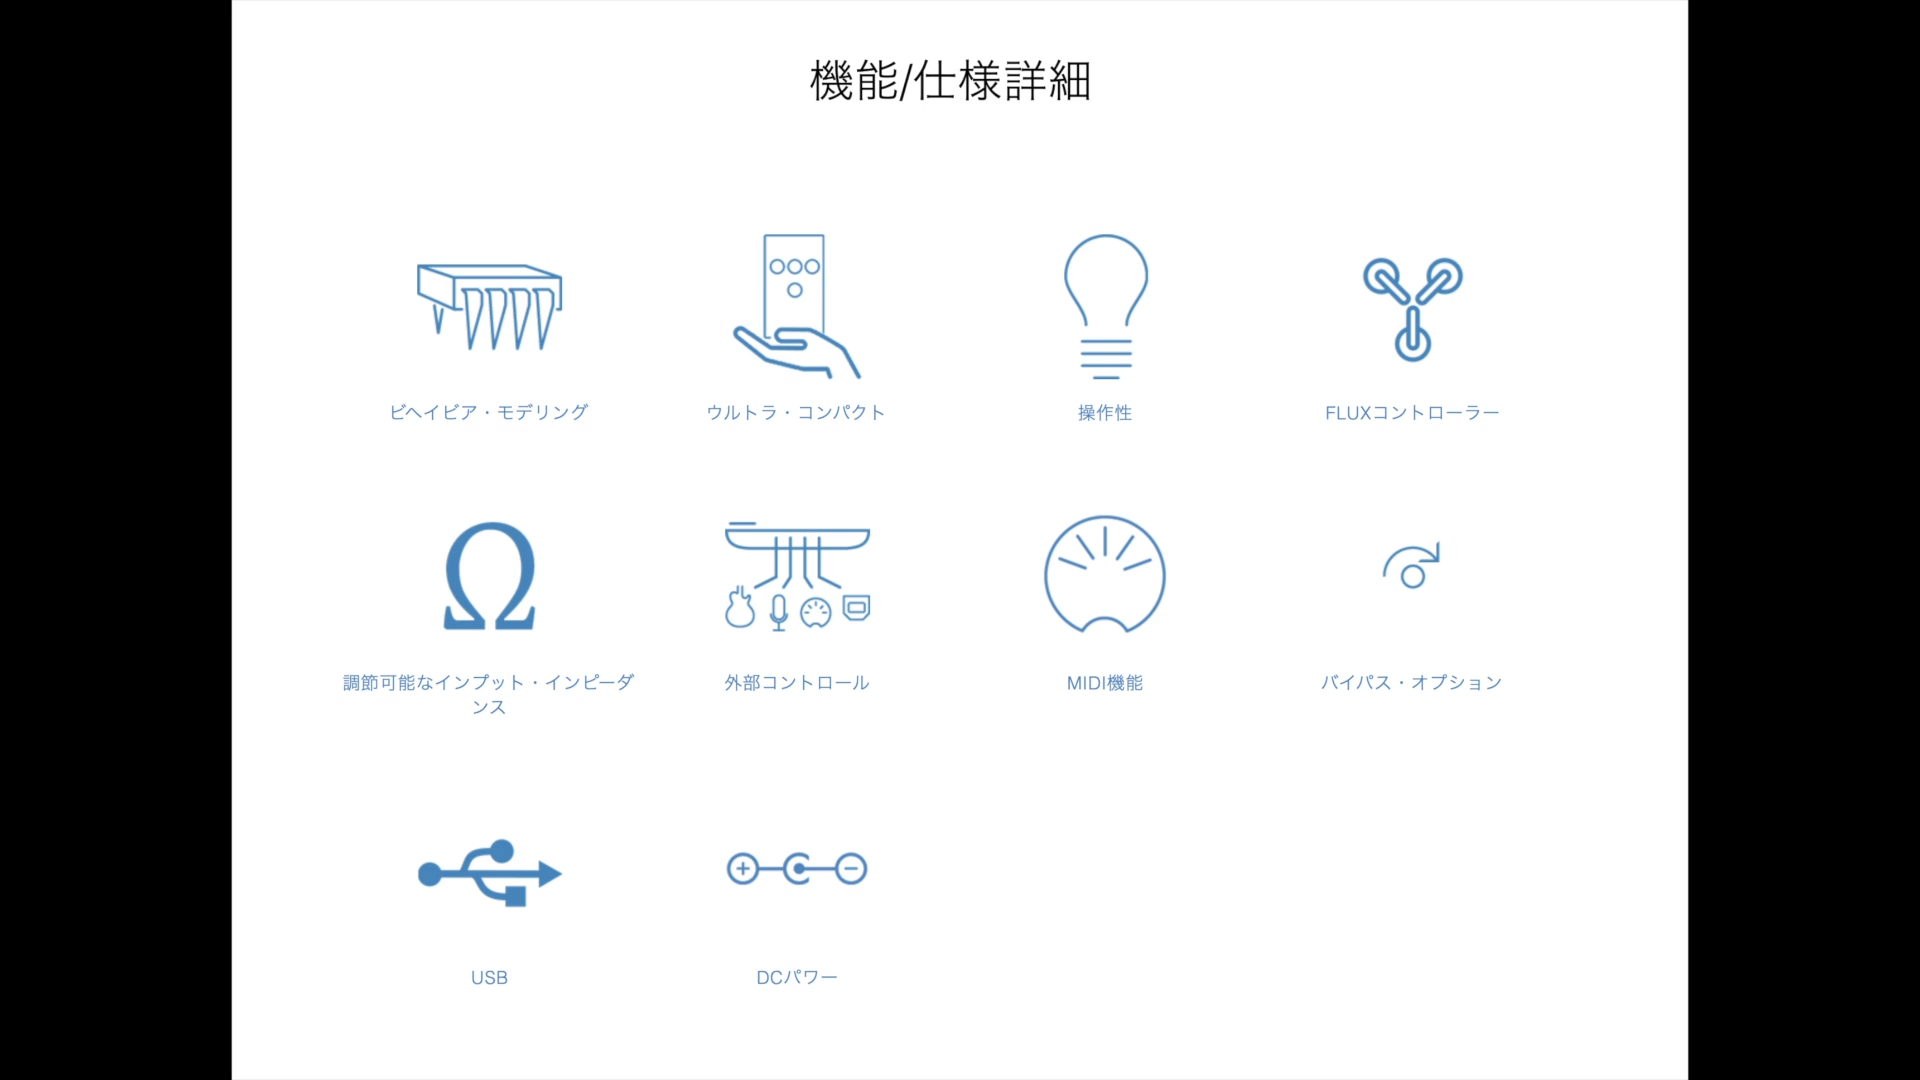 機能/仕様詳細
ビヘイビア・モデリング
ウルトラ・コンパクト
操作性
FLUXコントローラー
調節可能なインプット・インピーダ
ンス
外部コントロール
MIDI機能
バイパス・オプション
USB
DCパワー